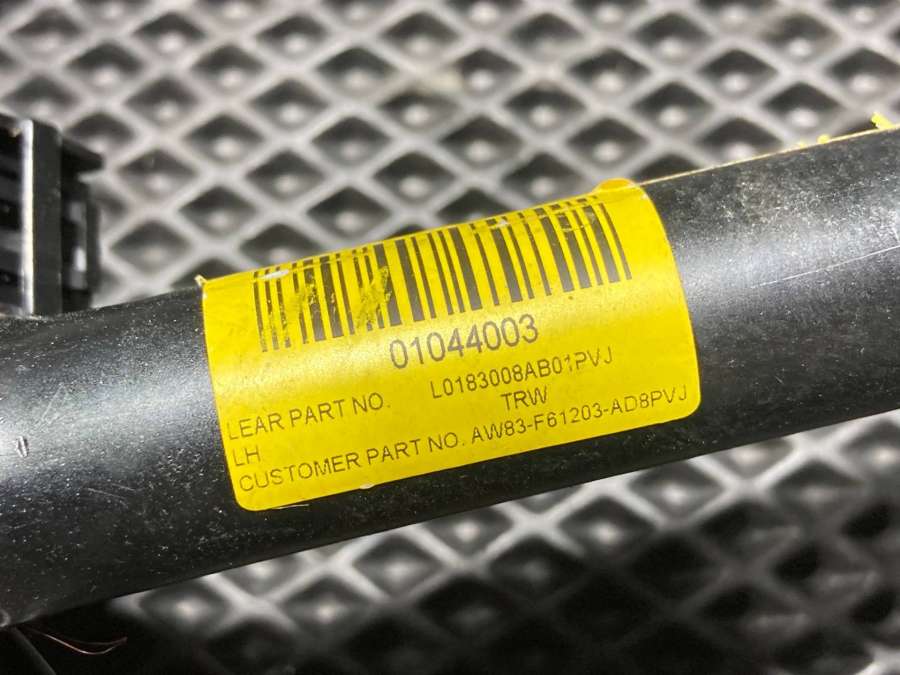 01044003
LEAR PART NO. L0183008AB01PVJ
LH TRW
CUSTOMER PART NO. AW83-F61203-AD8PVJ